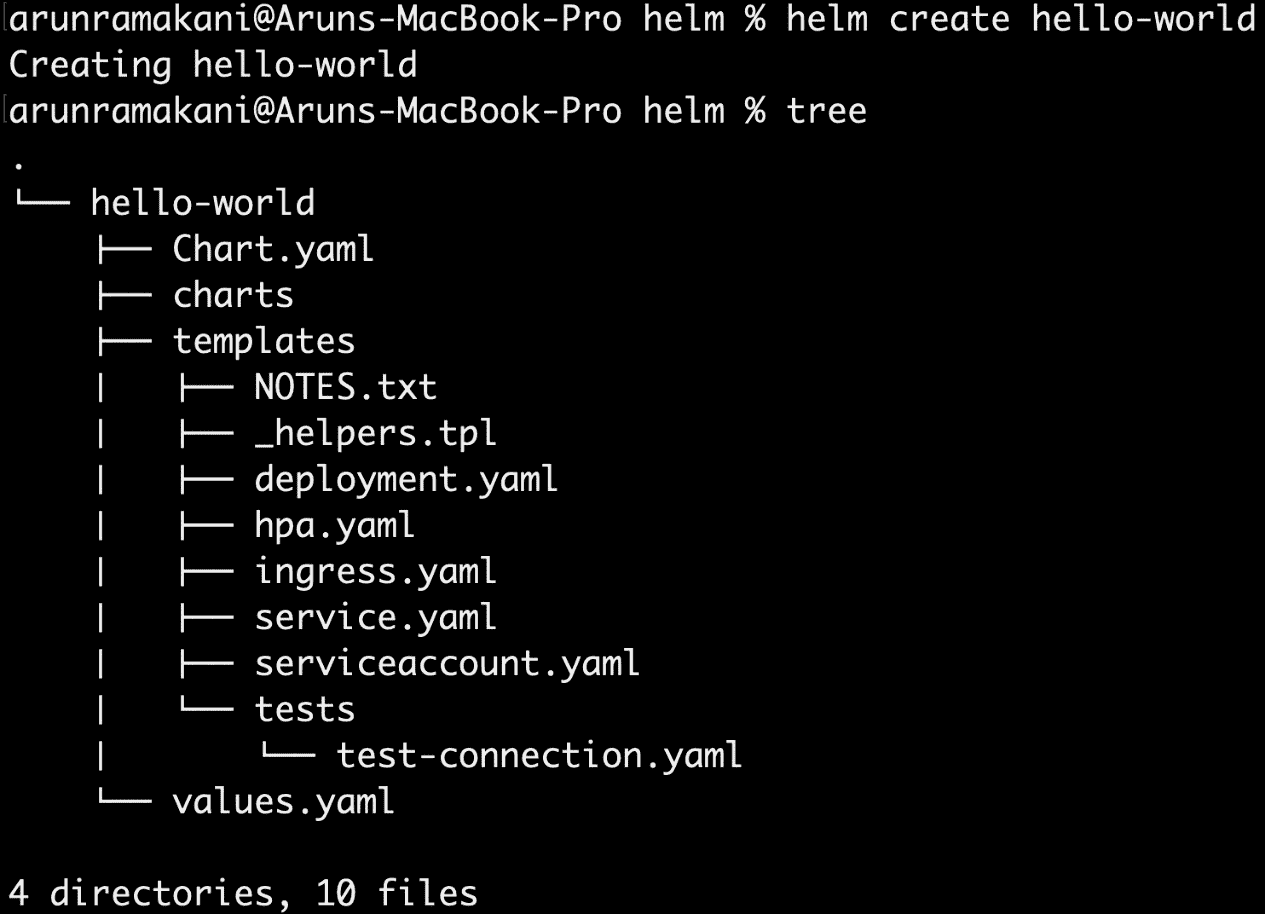 arunramakani@Aruns-MacBook-Pro helm % helm create hello-world
Creating hello-world
arunramakani@Aruns-MacBook-Pro helm % tree
.
└── hello-world
    ├── Chart.yaml
    ├── charts
    ├── templates
    │   ├── NOTES.txt
    │   ├── _helpers.tpl
    │   ├── deployment.yaml
    │   ├── hpa.yaml
    │   ├── ingress.yaml
    │   ├── service.yaml
    │   ├── serviceaccount.yaml
    │   └── tests
    │       └── test-connection.yaml
    └── values.yaml
4 directories, 10 files